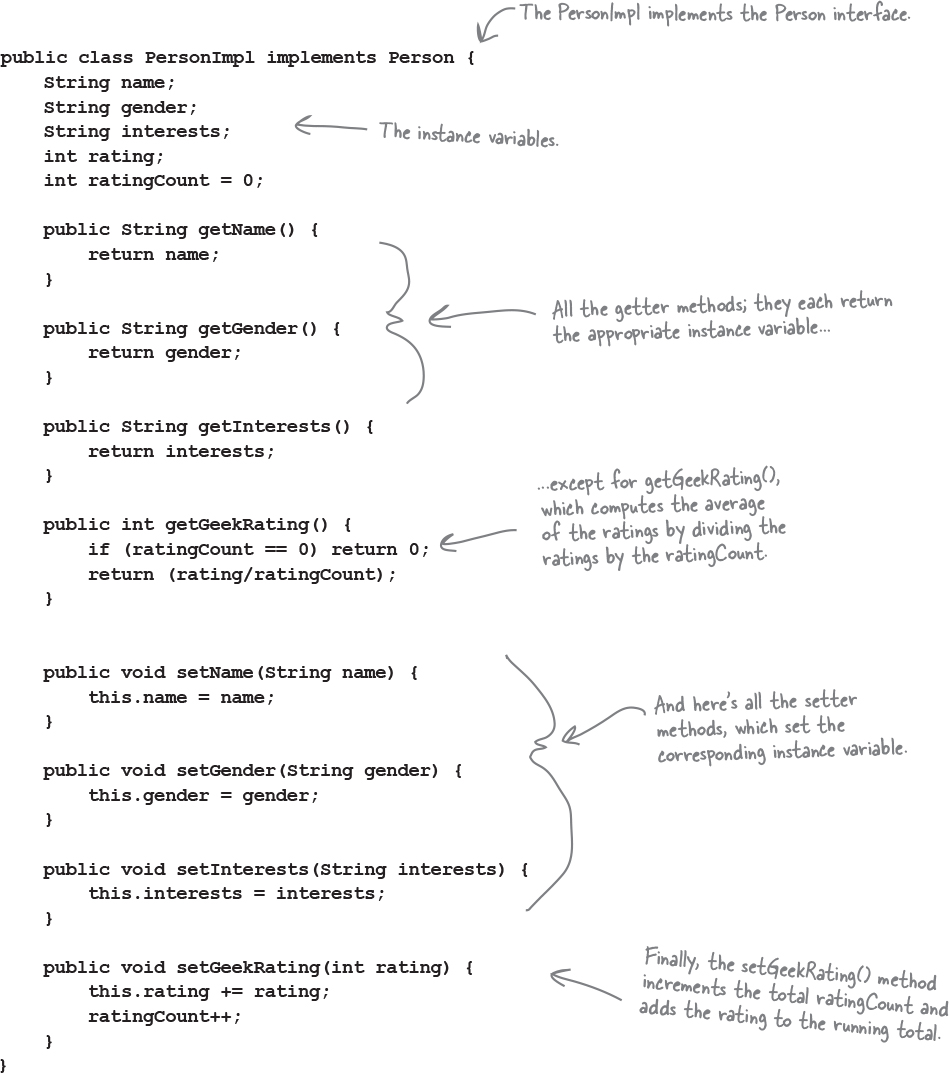 The PersonImpl implements the Person interface.
public class PersonImpl implements Person {
String name;
String gender;
String interests;
The instance variables.
int rating;
int ratingCount = 0;
public String getName() {
return name;
}
All the getter methods; they each return
the appropriate instance variable...
public String getGender() {
return gender;
}
public String getInterests() {
return interests;
}
...except for getGeekRating(),
which computes the average
of the ratings by dividing the
ratings by the ratingCount.
public int getGeekRating() {
if (ratingCount == 0) return 0;
return (rating/ratingCount);
}
public void setName(String name) {
this.name = name;
}
And here's all the setter
methods, which set the
corresponding instance variable.
public void setGender(String gender) {
this.gender = gender;
}
public void setInterests(String interests) {
this.interests = interests;
}
public void setGeekRating(int rating) {
this.rating += rating;
ratingCount++;
}
Finally, the setGeekRating() method
increments the total ratingCount and
adds the rating to the running total.
}